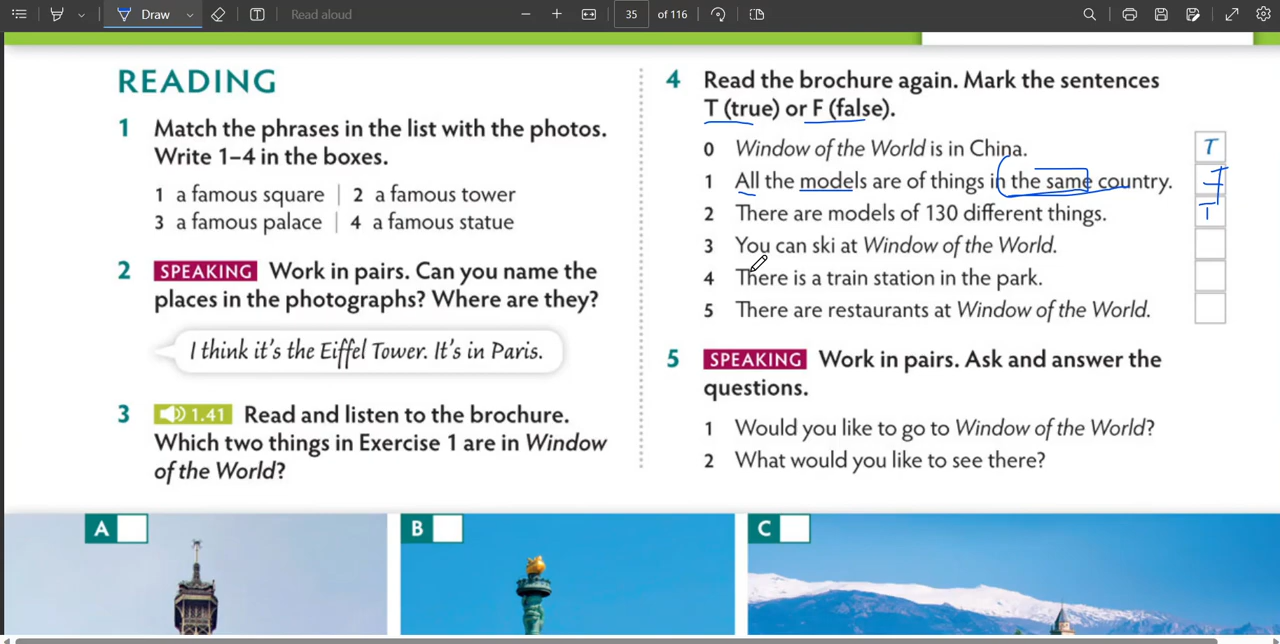 Draw
Read aloud
35
of 116
READING
1 Match the phrases in the list with the photos.
Write 1–4 in the boxes.
1 a famous square | 2 a famous tower
3 a famous palace | 4 a famous statue
2 SPEAKING Work in pairs. Can you name the
places in the photographs? Where are they?
I think it's the Eiffel Tower. It's in Paris.
3 1.41 Read and listen to the brochure.
Which two things in Exercise 1 are in Window
of the World?
4 Read the brochure again. Mark the sentences
T (true) or F (false).
0 Window of the World is in China. T
1 All the models are of things in the same country. F
2 There are models of 130 different things. T
3 You can ski at Window of the World.
4 There is a train station in the park.
5 There are restaurants at Window of the World.
5 SPEAKING Work in pairs. Ask and answer the
questions.
1 Would you like to go to Window of the World?
2 What would you like to see there?
A
B
C